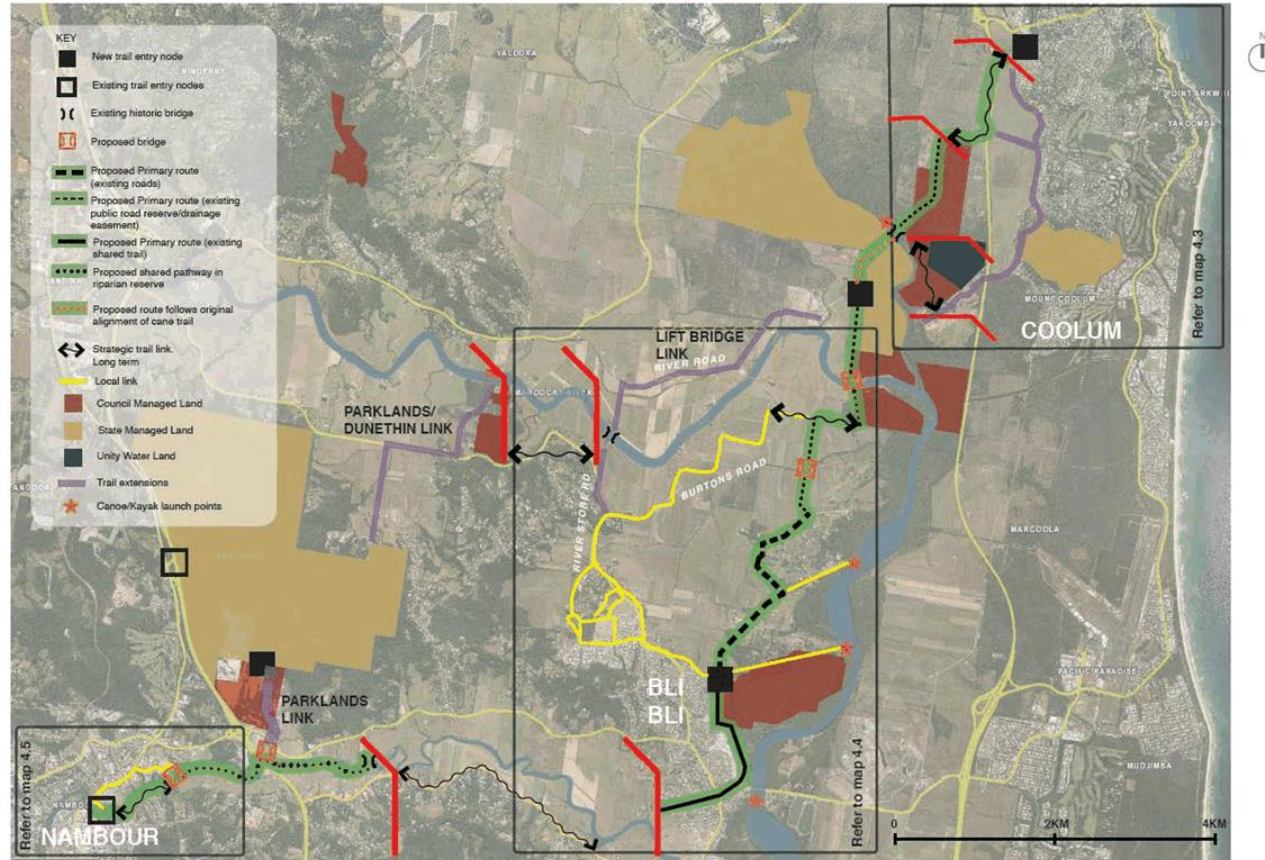 KEY
New trail entry node
Existing trail entry nodes
Existing historic bridge
Proposed bridge
Proposed Primary route
(existing roads)
Proposed Primary route (existing
public road reserve/drainage
easement)
Proposed Primary route (existing
shared trail)
Proposed shared pathway in
riparian reserve
Proposed route follows original
alignment of cane trail
Strategic trail link.
Long term
Local link
Council Managed Land
State Managed Land
Unity Water Land
Trail extensions
Canoe/Kayak launch points
VALDORA
N
YAROOMBA
Refer to map 4.3
MOUNT COOLUM
COOLUM
LIFT BRIDGE
LINK
RIVER ROAD
PARKLANDS/
DUNETHIN LINK
RIVER STORE RD
BURTONS ROAD
MARCOOLA
PACIFIC PARADISE
MUDJIMBA
BLI
BLI
PARKLANDS
LINK
Refer to map 4.4
Refer to map 4.5
NAMBOUR
0
2KM
4KM